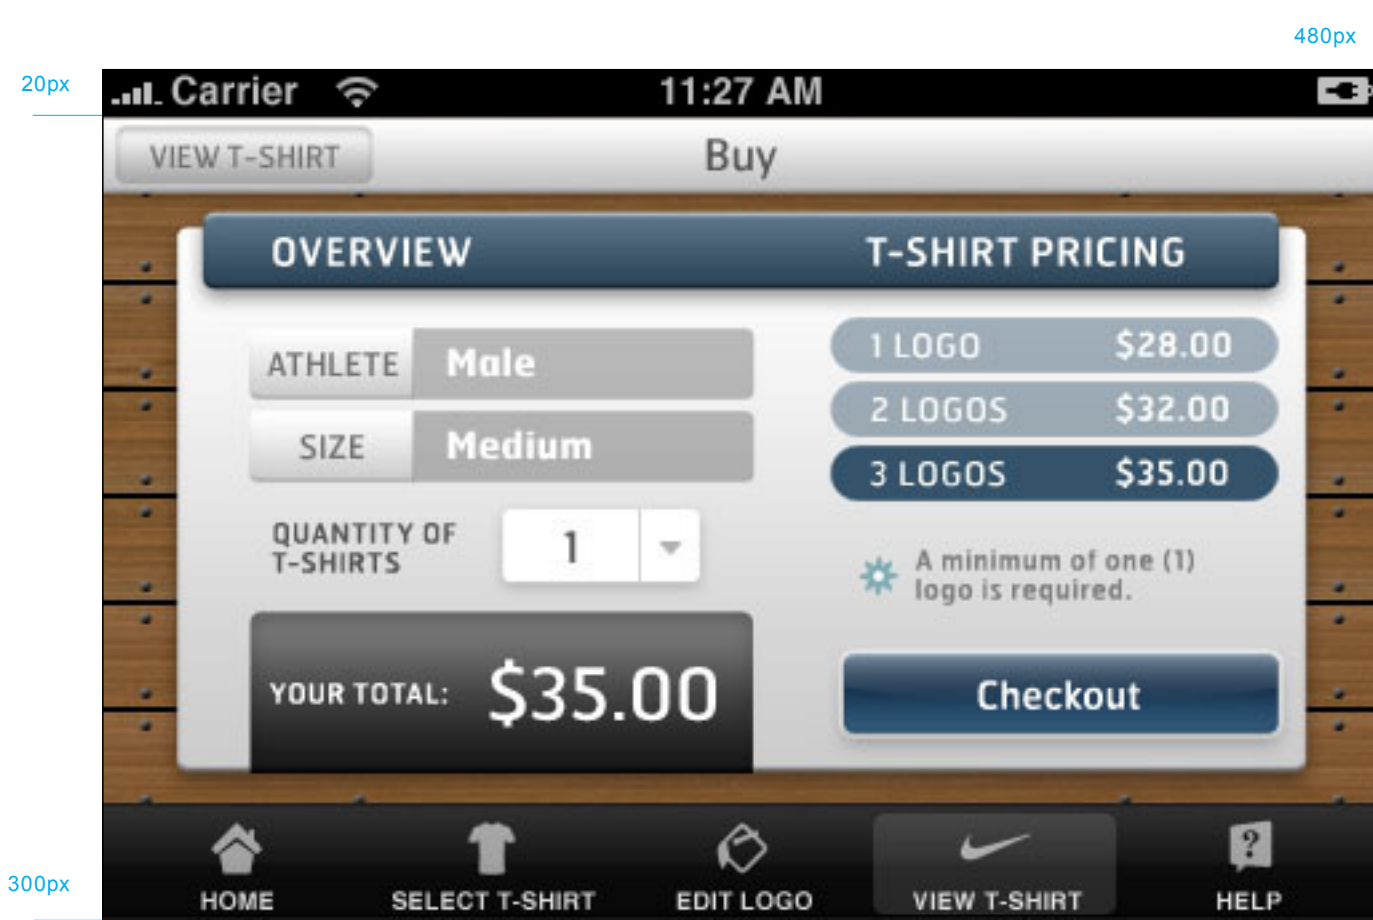 480px
20px
Carrier 11:27 AM
VIEW T-SHIRT Buy
OVERVIEW T-SHIRT PRICING
ATHLETE Male
SIZE Medium
QUANTITY OF
T-SHIRTS
1
YOUR TOTAL: $35.00
1 LOGO $28.00
2 LOGOS $32.00
3 LOGOS $35.00
A minimum of one (1)
logo is required.
Checkout
300px
HOME SELECT T-SHIRT EDIT LOGO VIEW T-SHIRT HELP